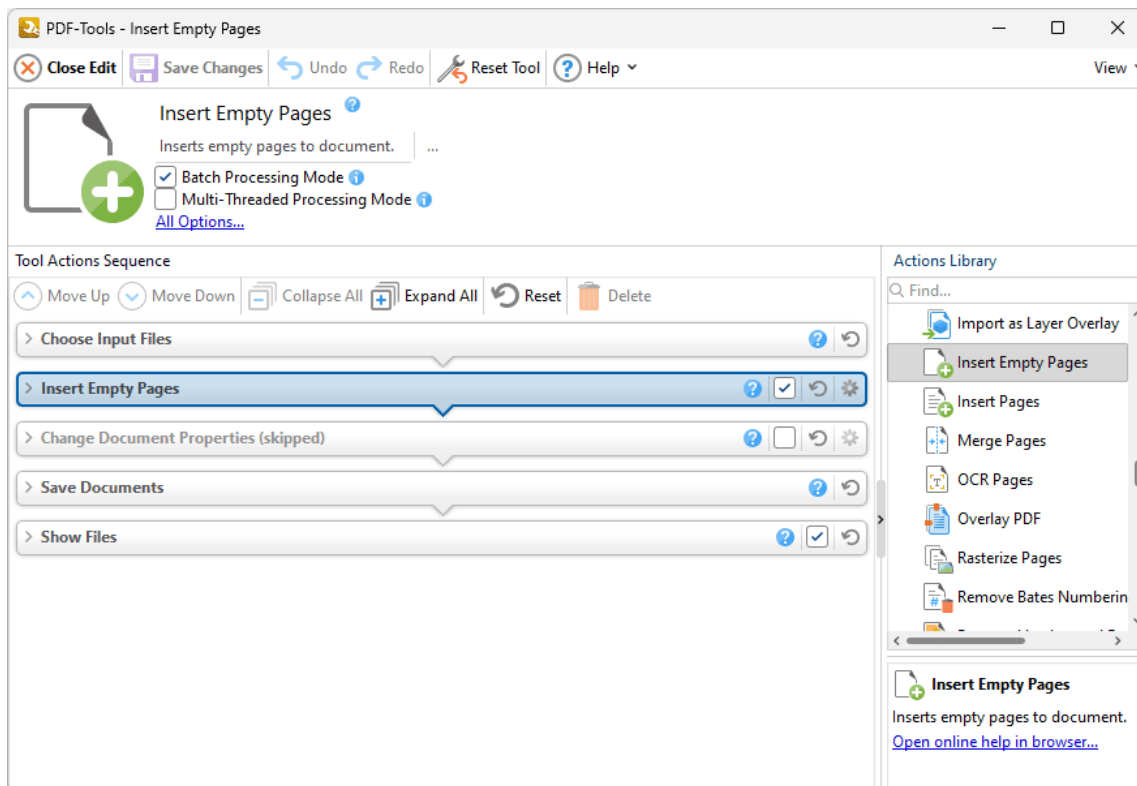 PDF-Tools - Insert Empty Pages
Close Edit Save Changes Undo Redo Reset Tool ? Help View
Insert Empty Pages ?
Inserts empty pages to document. ...
Batch Processing Mode i
Multi-Threaded Processing Mode i
All Options...
Tool Actions Sequence
Move Up Move Down Collapse All Expand All Reset Delete
Choose Input Files ?
Insert Empty Pages ?
Change Document Properties (skipped) ?
Save Documents ?
Show Files ?
Actions Library
Find...
Import as Layer Overlay
Insert Empty Pages
Insert Pages
Merge Pages
OCR Pages
Overlay PDF
Rasterize Pages
Remove Bates Numberin
Insert Empty Pages
Inserts empty pages to document.
Open online help in browser...